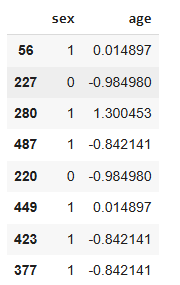 sex age
56 1 0.014897
227 0 -0.984980
280 1 1.300453
487 1 -0.842141
220 0 -0.984980
449 1 0.014897
423 1 -0.842141
377 1 -0.842141